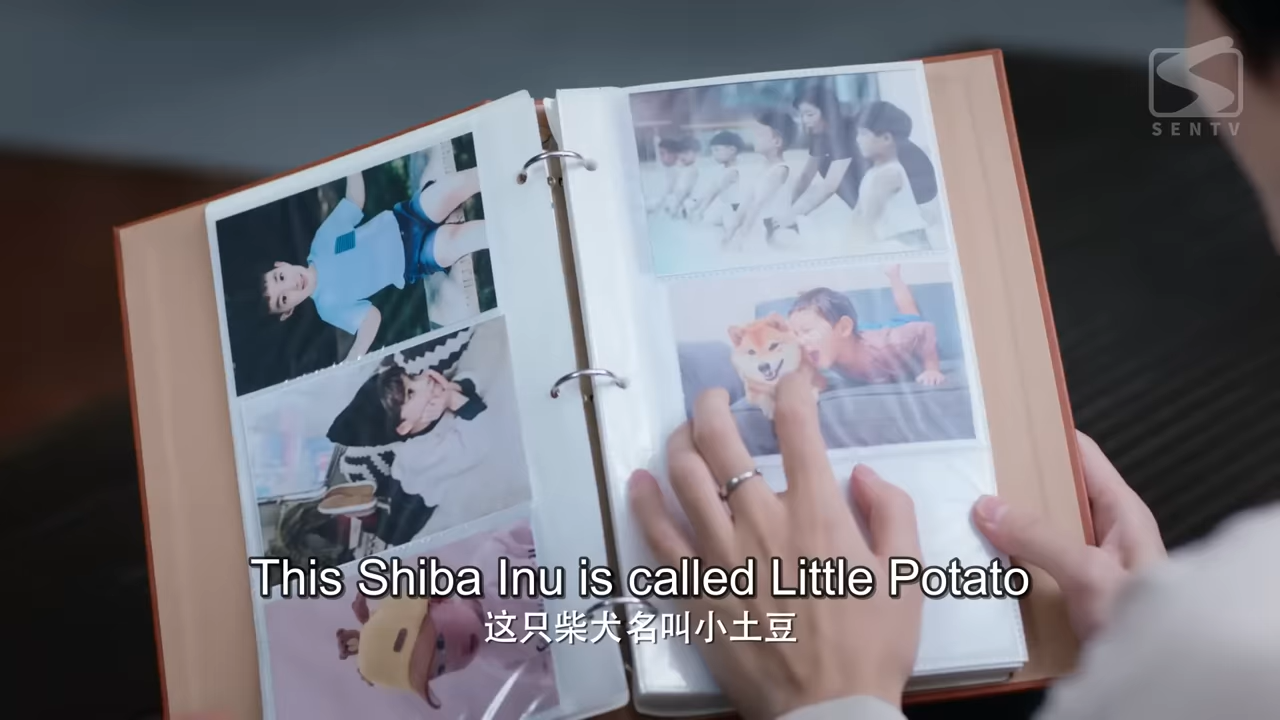 SENTV
This Shiba Inu is called Little Potato
这只柴犬名叫小土豆